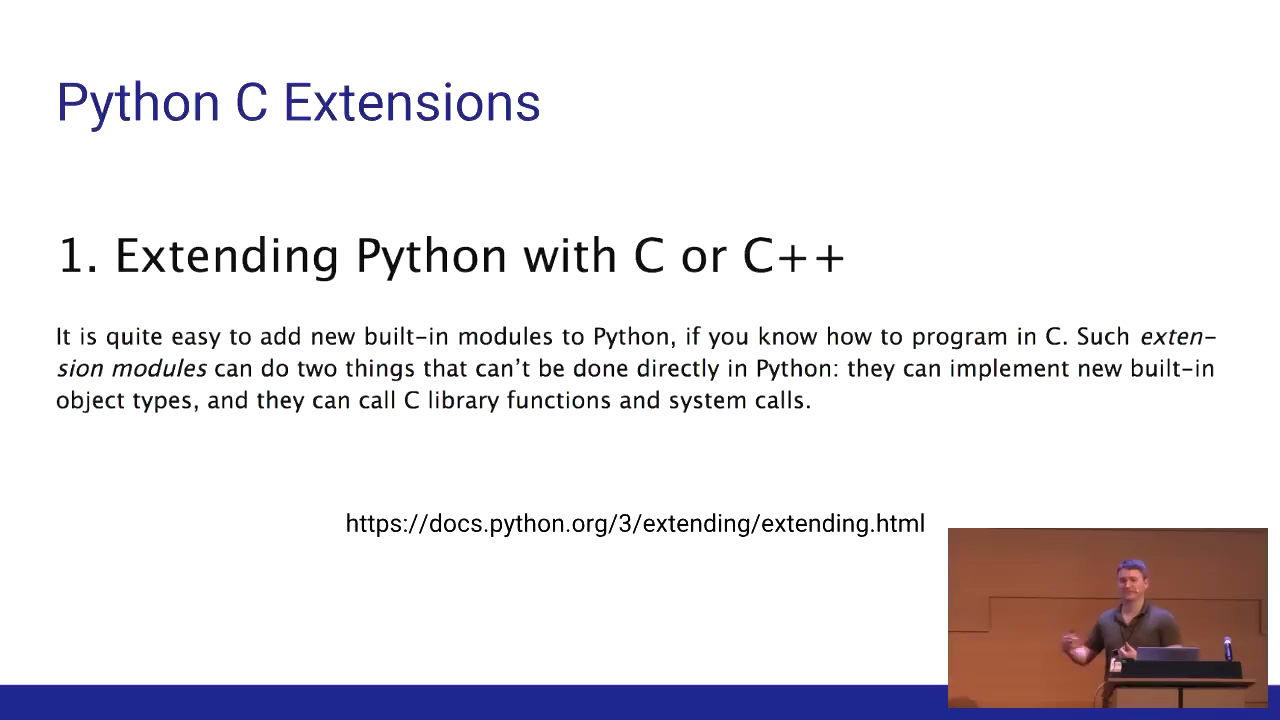 Python C Extensions
1. Extending Python with C or C++
It is quite easy to add new built-in modules to Python, if you know how to program in C. Such exten-
sion modules can do two things that can't be done directly in Python: they can implement new built-in
object types, and they can call C library functions and system calls.
https://docs.python.org/3/extending/extending.html